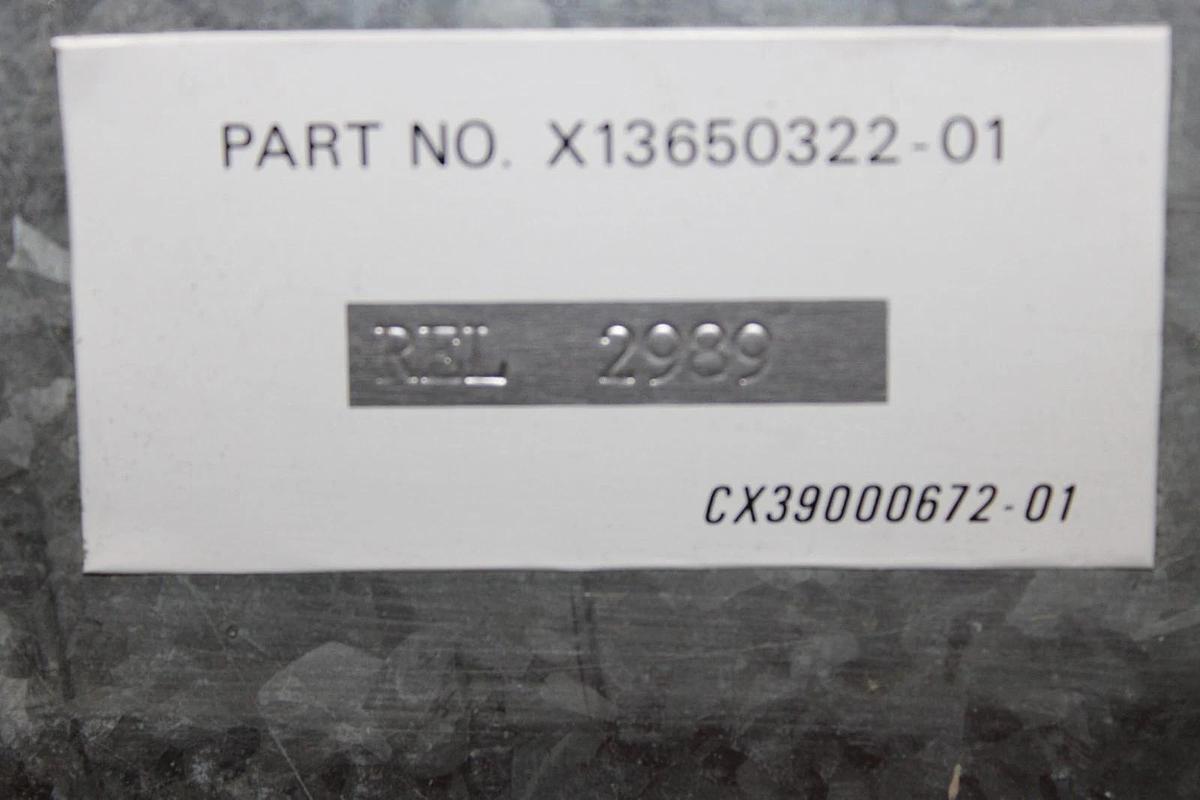 PART NO. X13650322-01
REL 2989
CX39000672-01